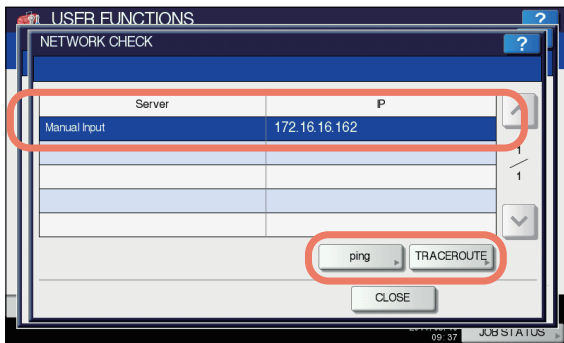 USER FUNCTIONS
?
NETWORK CHECK
?
Server IP
Manual Input 172.16.16.162
1
1
ping TRACEROUTE
CLOSE
09:37 JOB STATUS